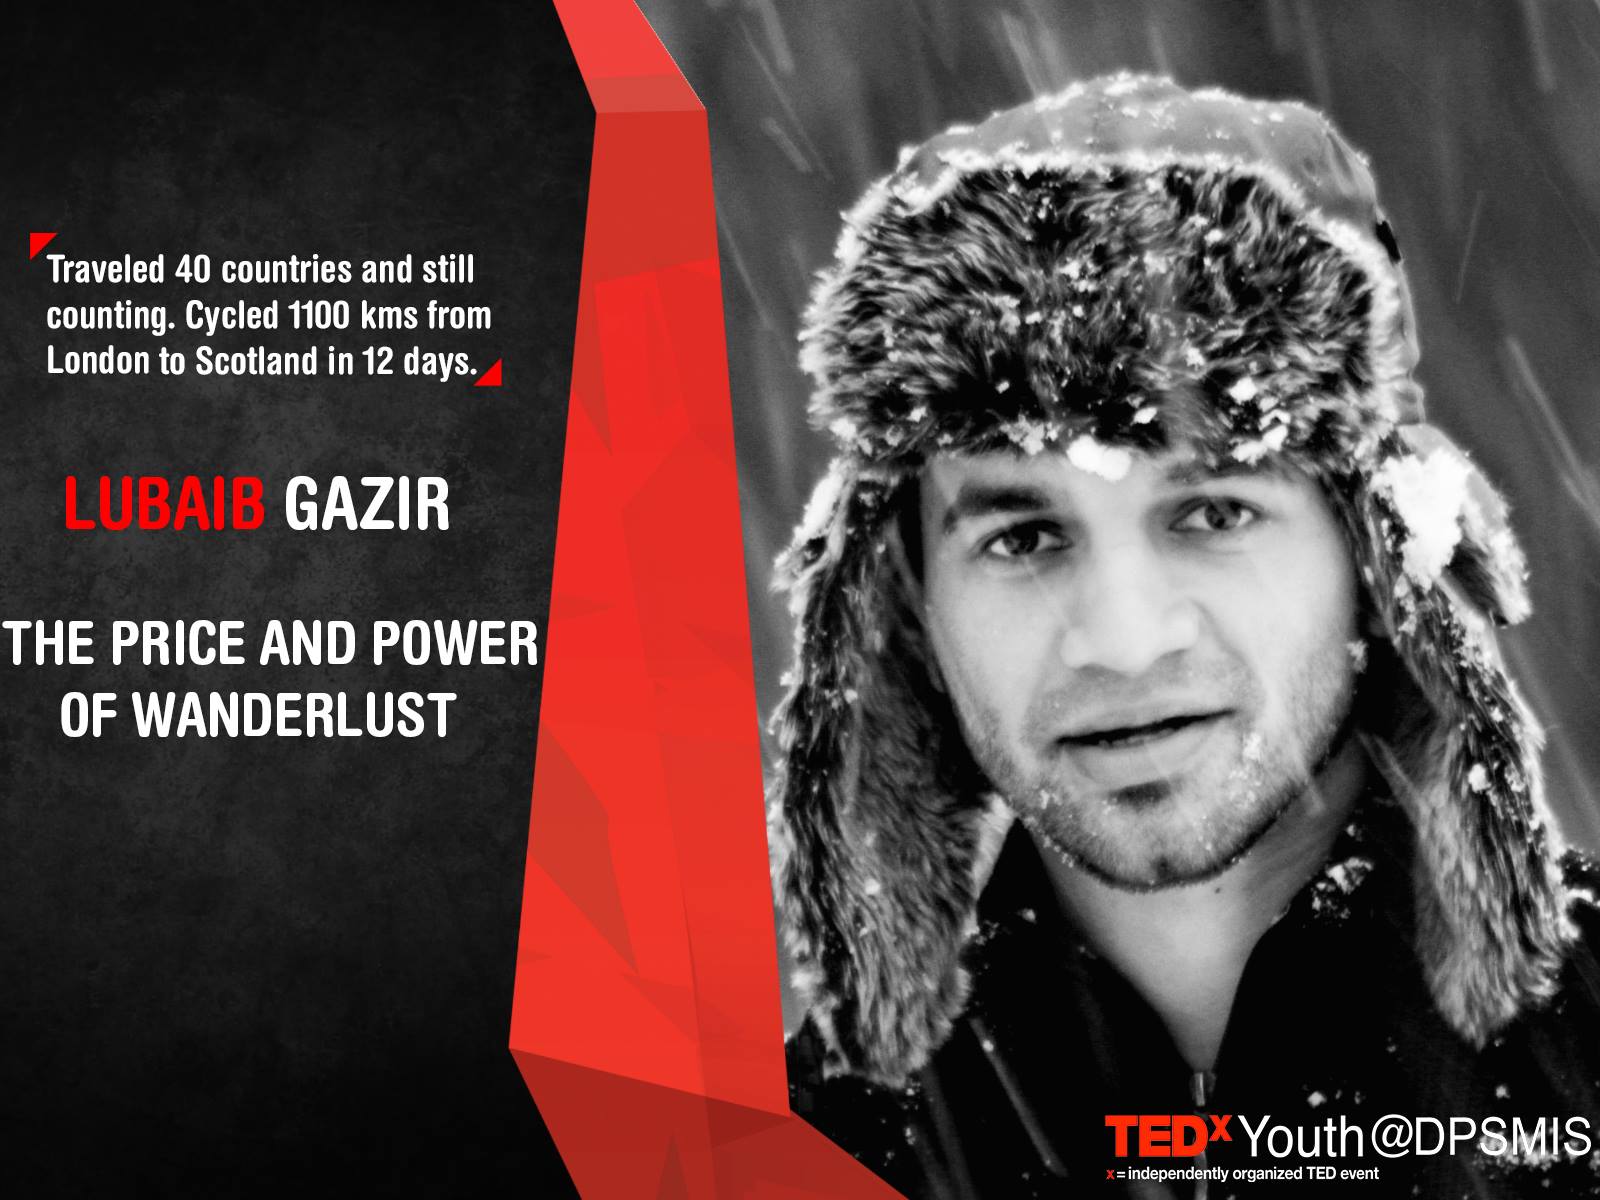 Traveled 40 countries and still
counting. Cycled 1100 kms from
London to Scotland in 12 days.
LUBAIB GAZIR
THE PRICE AND POWER
OF WANDERLUST
TEDx Youth@DPSMIS
x=independently organized TED event